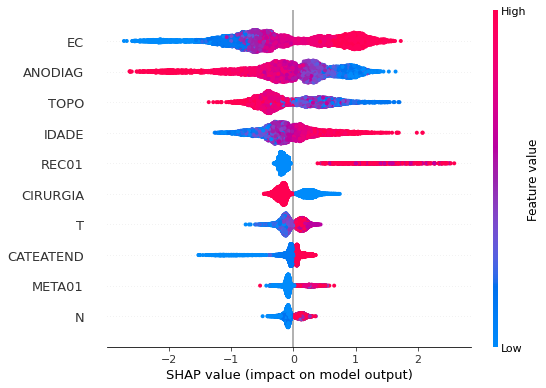 High
EC
ANODIAG
TOPO
IDADE
REC01
CIRURGIA
T
CATEATEND
META01
N
Feature value
Low
−2
−1
0
1
2
SHAP value (impact on model output)